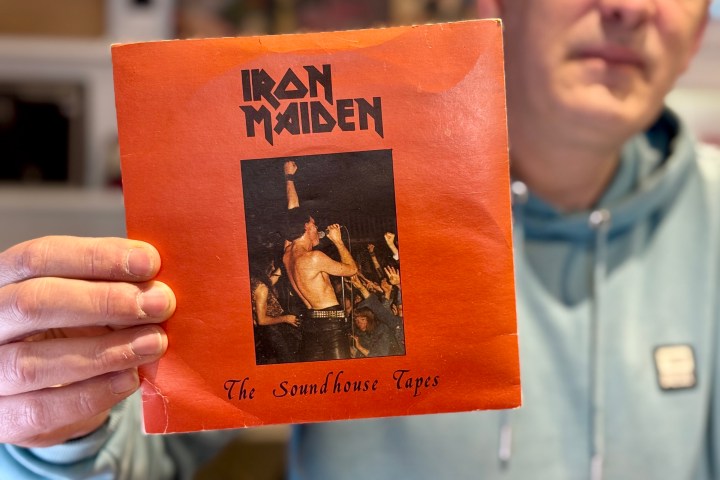 IRON
MAIDEN
The Soundhouse Tapes